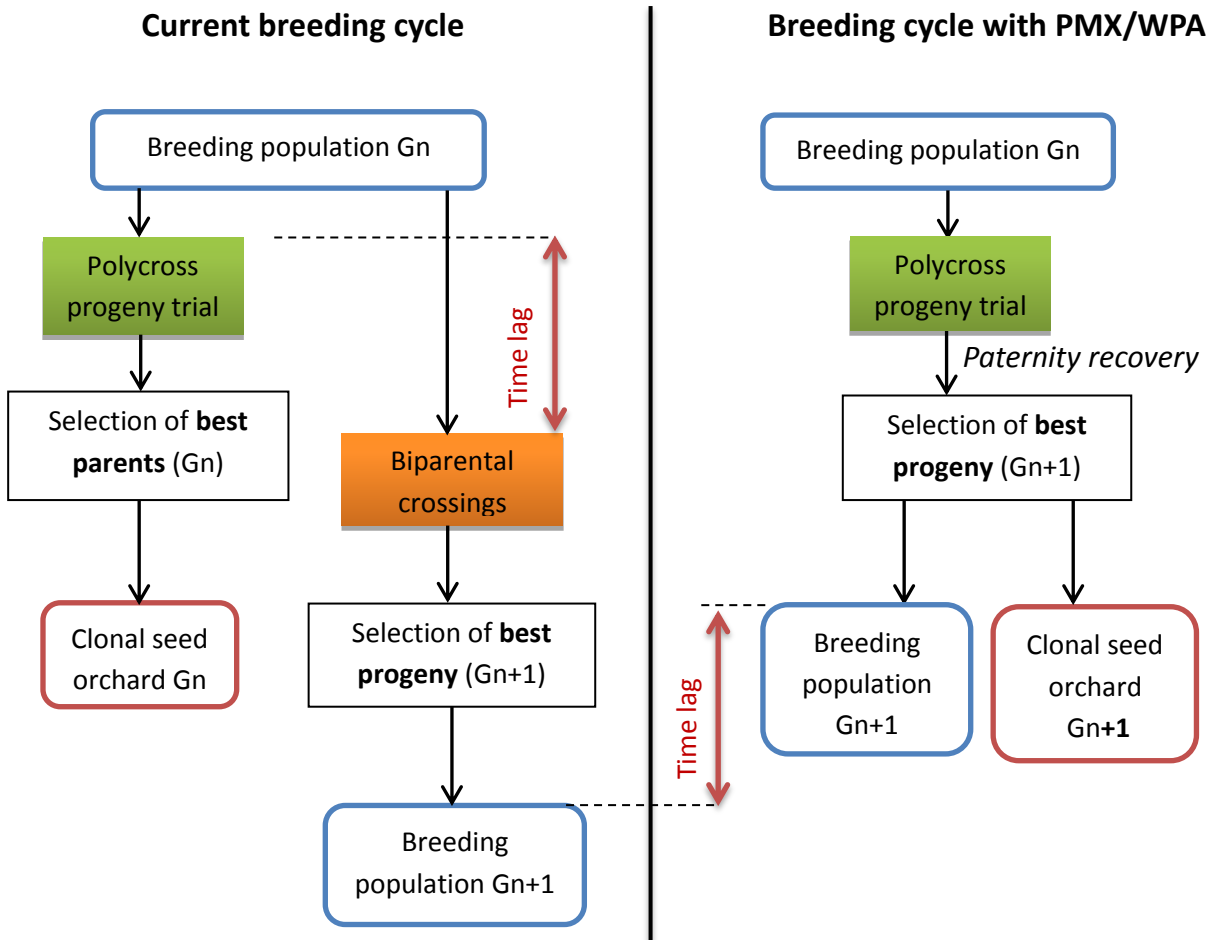 Current breeding cycle
Breeding population Gn
Polycross
progeny trial
Time lag
Selection of best
parents (Gn)
Biparental
crossings
Clonal seed
orchard Gn
Selection of best
progeny (Gn+1)
Breeding
population Gn+1
Time lag
Breeding cycle with PMX/WPA
Breeding population Gn
Polycross
progeny trial
Paternity recovery
Selection of best
progeny (Gn+1)
Breeding
population
Gn+1
Clonal seed
orchard
Gn+1